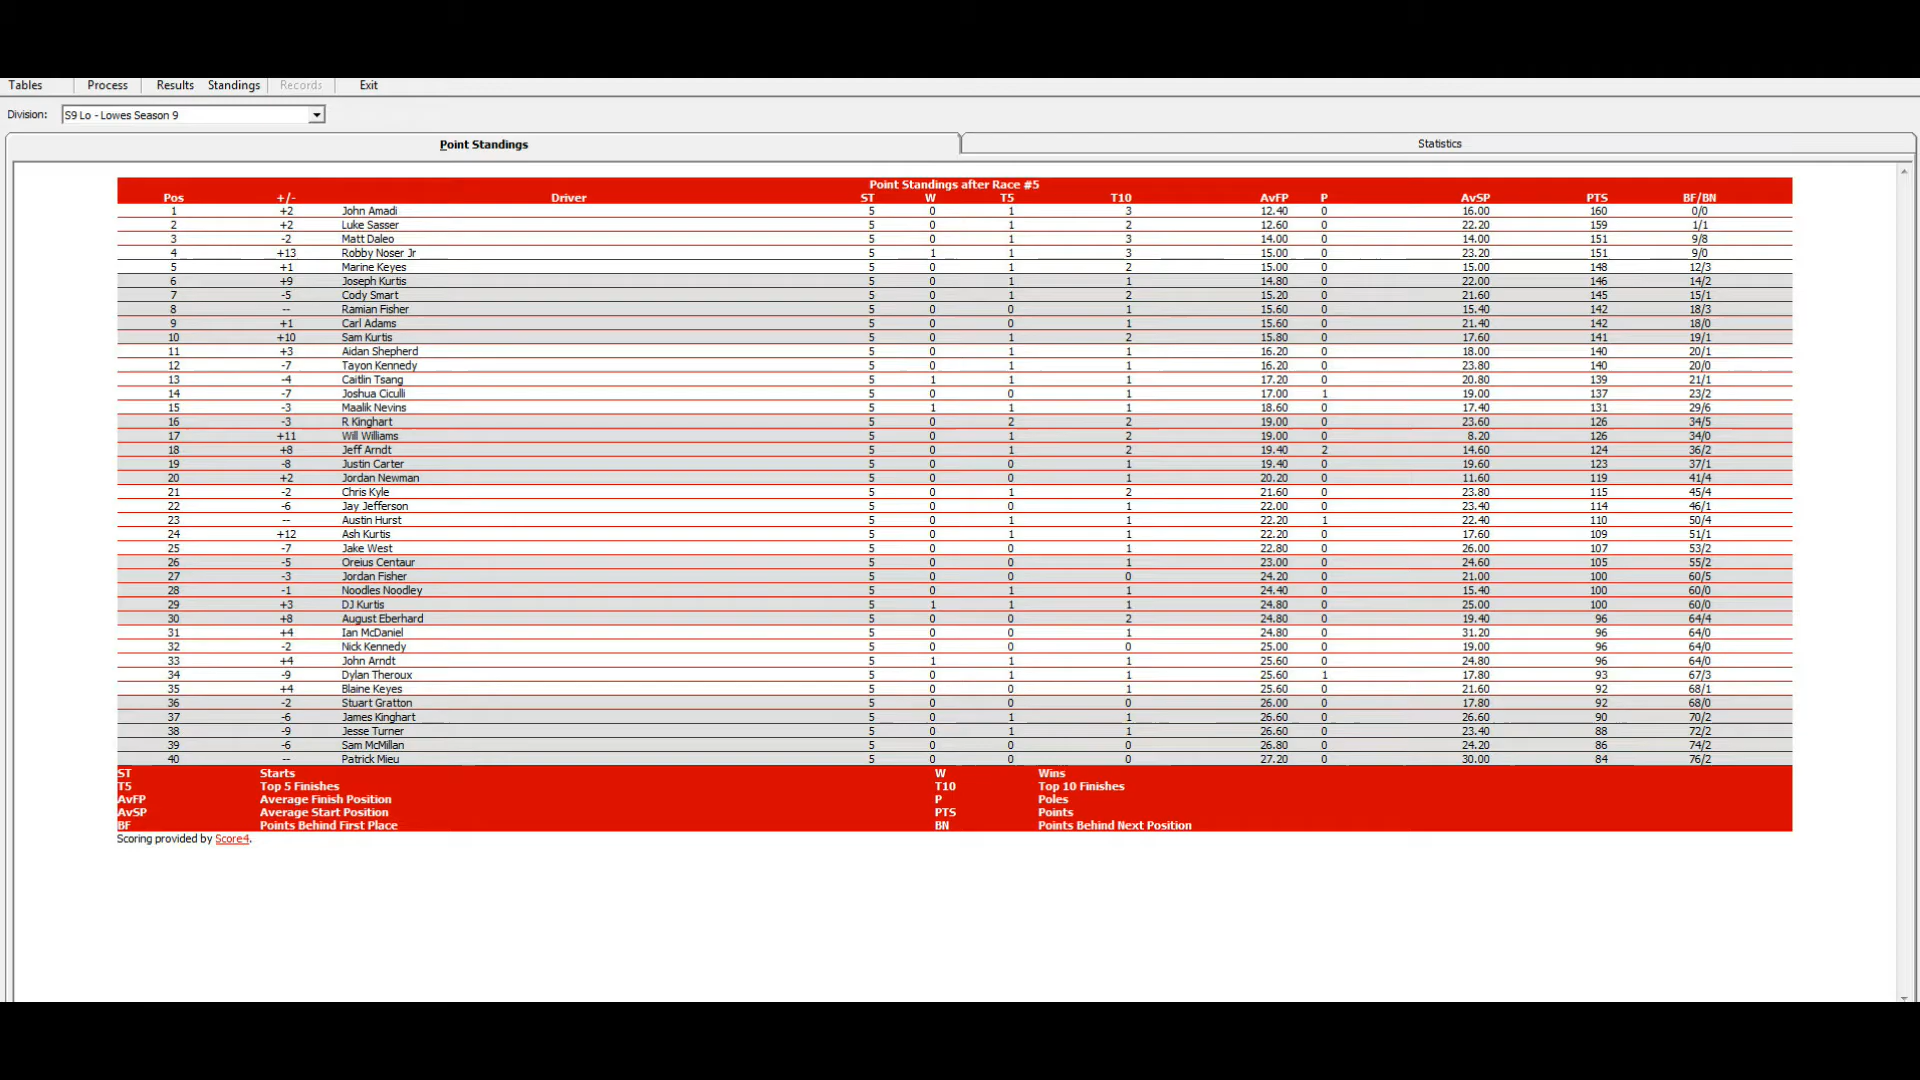 Tables Process Results Standings Records Exit
Division: S9 Lo - Lowes Season 9
Point Standings Statistics
Point Standings after Race #5
Pos +/- Driver ST W T5 T10 AvFP P AvSP PTS BF/BN
1 +2 John Amadi 5 0 1 3 12.40 0 16.00 160 0/0
2 +2 Luke Sasser 5 0 1 2 12.60 0 22.20 159 1/1
3 -2 Matt Daleo 5 0 1 3 14.00 0 14.00 151 9/8
4 +13 Robby Noser Jr 5 1 1 3 15.00 0 23.20 151 9/0
5 +1 Marine Keyes 5 0 1 2 15.00 0 15.00 148 12/3
6 +9 Joseph Kurtis 5 0 1 1 14.80 0 22.00 146 14/2
7 -5 Cody Smart 5 0 1 2 15.20 0 21.60 145 15/1
8 -- Ramian Fisher 5 0 0 1 15.60 0 15.40 142 18/3
9 +1 Carl Adams 5 0 0 1 15.60 0 21.40 142 18/0
10 +10 Sam Kurtis 5 0 1 2 15.80 0 17.60 141 19/1
11 +3 Aidan Shepherd 5 0 1 1 16.20 0 18.00 140 20/1
12 -7 Tayon Kennedy 5 0 1 1 16.20 0 23.80 140 20/0
13 -4 Caitlin Tsang 5 1 1 1 17.20 0 20.80 139 21/1
14 -7 Joshua Ciculli 5 0 0 1 17.00 1 19.00 137 23/2
15 -3 Maalik Nevins 5 1 1 1 18.60 0 17.40 131 29/6
16 -3 R Kinghart 5 0 2 2 19.00 0 23.60 126 34/5
17 +11 Will Williams 5 0 1 2 19.00 0 8.20 126 34/0
18 +8 Jeff Arndt 5 0 1 2 19.40 2 14.60 124 36/2
19 -8 Justin Carter 5 0 0 1 19.40 0 19.60 123 37/1
20 +2 Jordan Newman 5 0 0 1 20.20 0 11.60 119 41/4
21 -2 Chris Kyle 5 0 1 2 21.60 0 23.80 115 45/4
22 -6 Jay Jefferson 5 0 0 1 22.00 0 23.40 114 46/1
23 -- Austin Hurst 5 0 1 1 22.20 1 22.40 110 50/4
24 +12 Ash Kurtis 5 0 1 1 22.20 0 17.60 109 51/1
25 -7 Jake West 5 0 0 1 22.80 0 26.00 107 53/2
26 -5 Oreius Centaur 5 0 0 1 23.00 0 24.60 105 55/2
27 -3 Jordan Fisher 5 0 0 0 24.20 0 21.00 100 60/5
28 -1 Noodles Noodley 5 0 1 1 24.40 0 15.40 100 60/0
29 +3 DJ Kurtis 5 1 1 1 24.80 0 25.00 100 60/0
30 +8 August Eberhard 5 0 0 2 24.80 0 19.40 96 64/4
31 +4 Ian McDaniel 5 0 0 1 24.80 0 31.20 96 64/0
32 -2 Nick Kennedy 5 0 0 0 25.00 0 19.00 96 64/0
33 +4 John Arndt 5 1 1 1 25.60 0 24.80 96 64/0
34 -9 Dylan Theroux 5 0 1 1 25.60 1 17.80 93 67/3
35 +4 Blaine Keyes 5 0 0 1 25.60 0 21.60 92 68/1
36 -2 Stuart Gratton 5 0 0 0 26.00 0 17.80 92 68/0
37 -6 James Kinghart 5 0 1 1 26.60 0 26.60 90 70/2
38 -9 Jesse Turner 5 0 1 1 26.60 0 23.40 88 72/2
39 -6 Sam McMillan 5 0 0 0 26.80 0 24.20 86 74/2
40 -- Patrick Mieu 5 0 0 0 27.20 0 30.00 84 76/2
ST Starts W Wins
T5 Top 5 Finishes T10 Top 10 Finishes
AvFP Average Finish Position P Poles
AvSP Average Start Position PTS Points
BF Points Behind First Place BN Points Behind Next Position
Scoring provided by Score4.